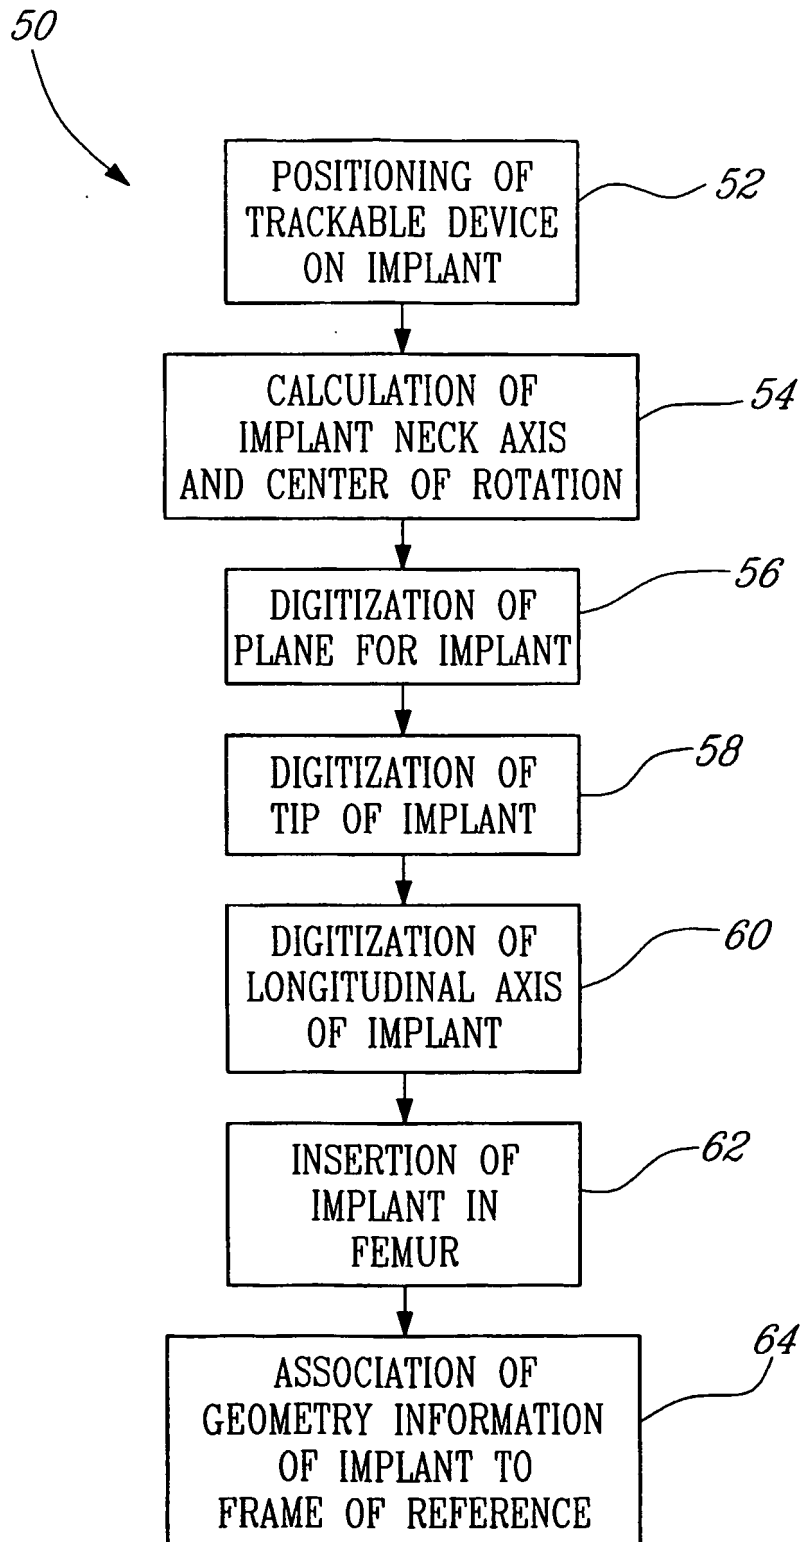 50
POSITIONING OF
TRACKABLE DEVICE
ON IMPLANT
52
CALCULATION OF
IMPLANT NECK AXIS
AND CENTER OF ROTATION
54
DIGITIZATION OF
PLANE FOR IMPLANT
56
DIGITIZATION OF
TIP OF IMPLANT
58
DIGITIZATION OF
LONGITUDINAL AXIS
OF IMPLANT
60
INSERTION OF
IMPLANT IN
FEMUR
62
ASSOCIATION OF
GEOMETRY INFORMATION
OF IMPLANT TO
FRAME OF REFERENCE
64